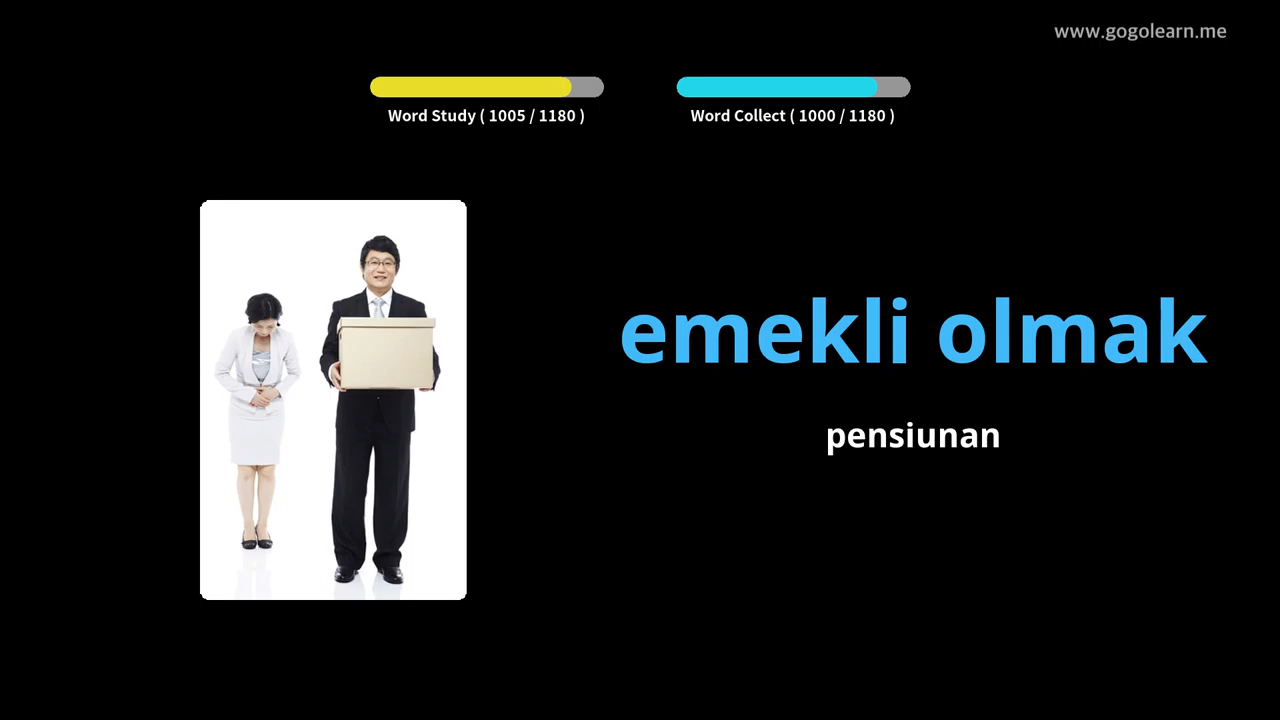 www.gogolearn.me
Word Study ( 1005 / 1180 )
Word Collect ( 1000 / 1180 )
emekli olmak
pensiunan